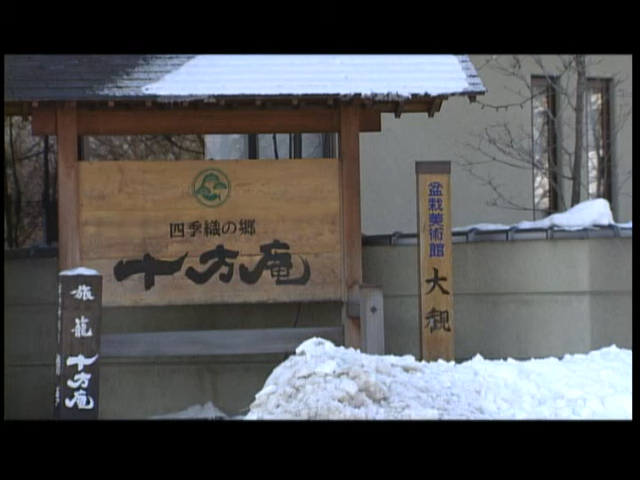 四季織の郷
十方庵
盆栽美術館
大観
旅籠
十方庵